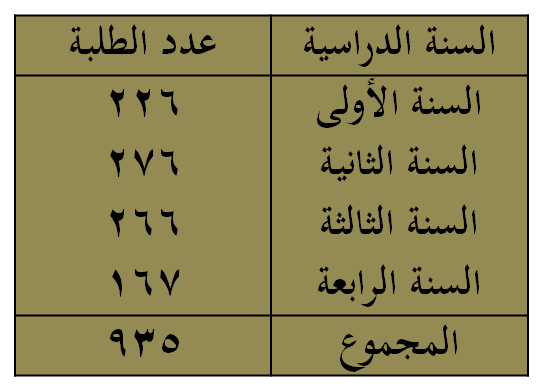 السنة الدراسية عدد الطلبة
السنة الأولى ٢٢٦
السنة الثانية ٢٧٦
السنة الثالثة ٢٦٦
السنة الرابعة ١٦٧
المجموع ٩٣٥